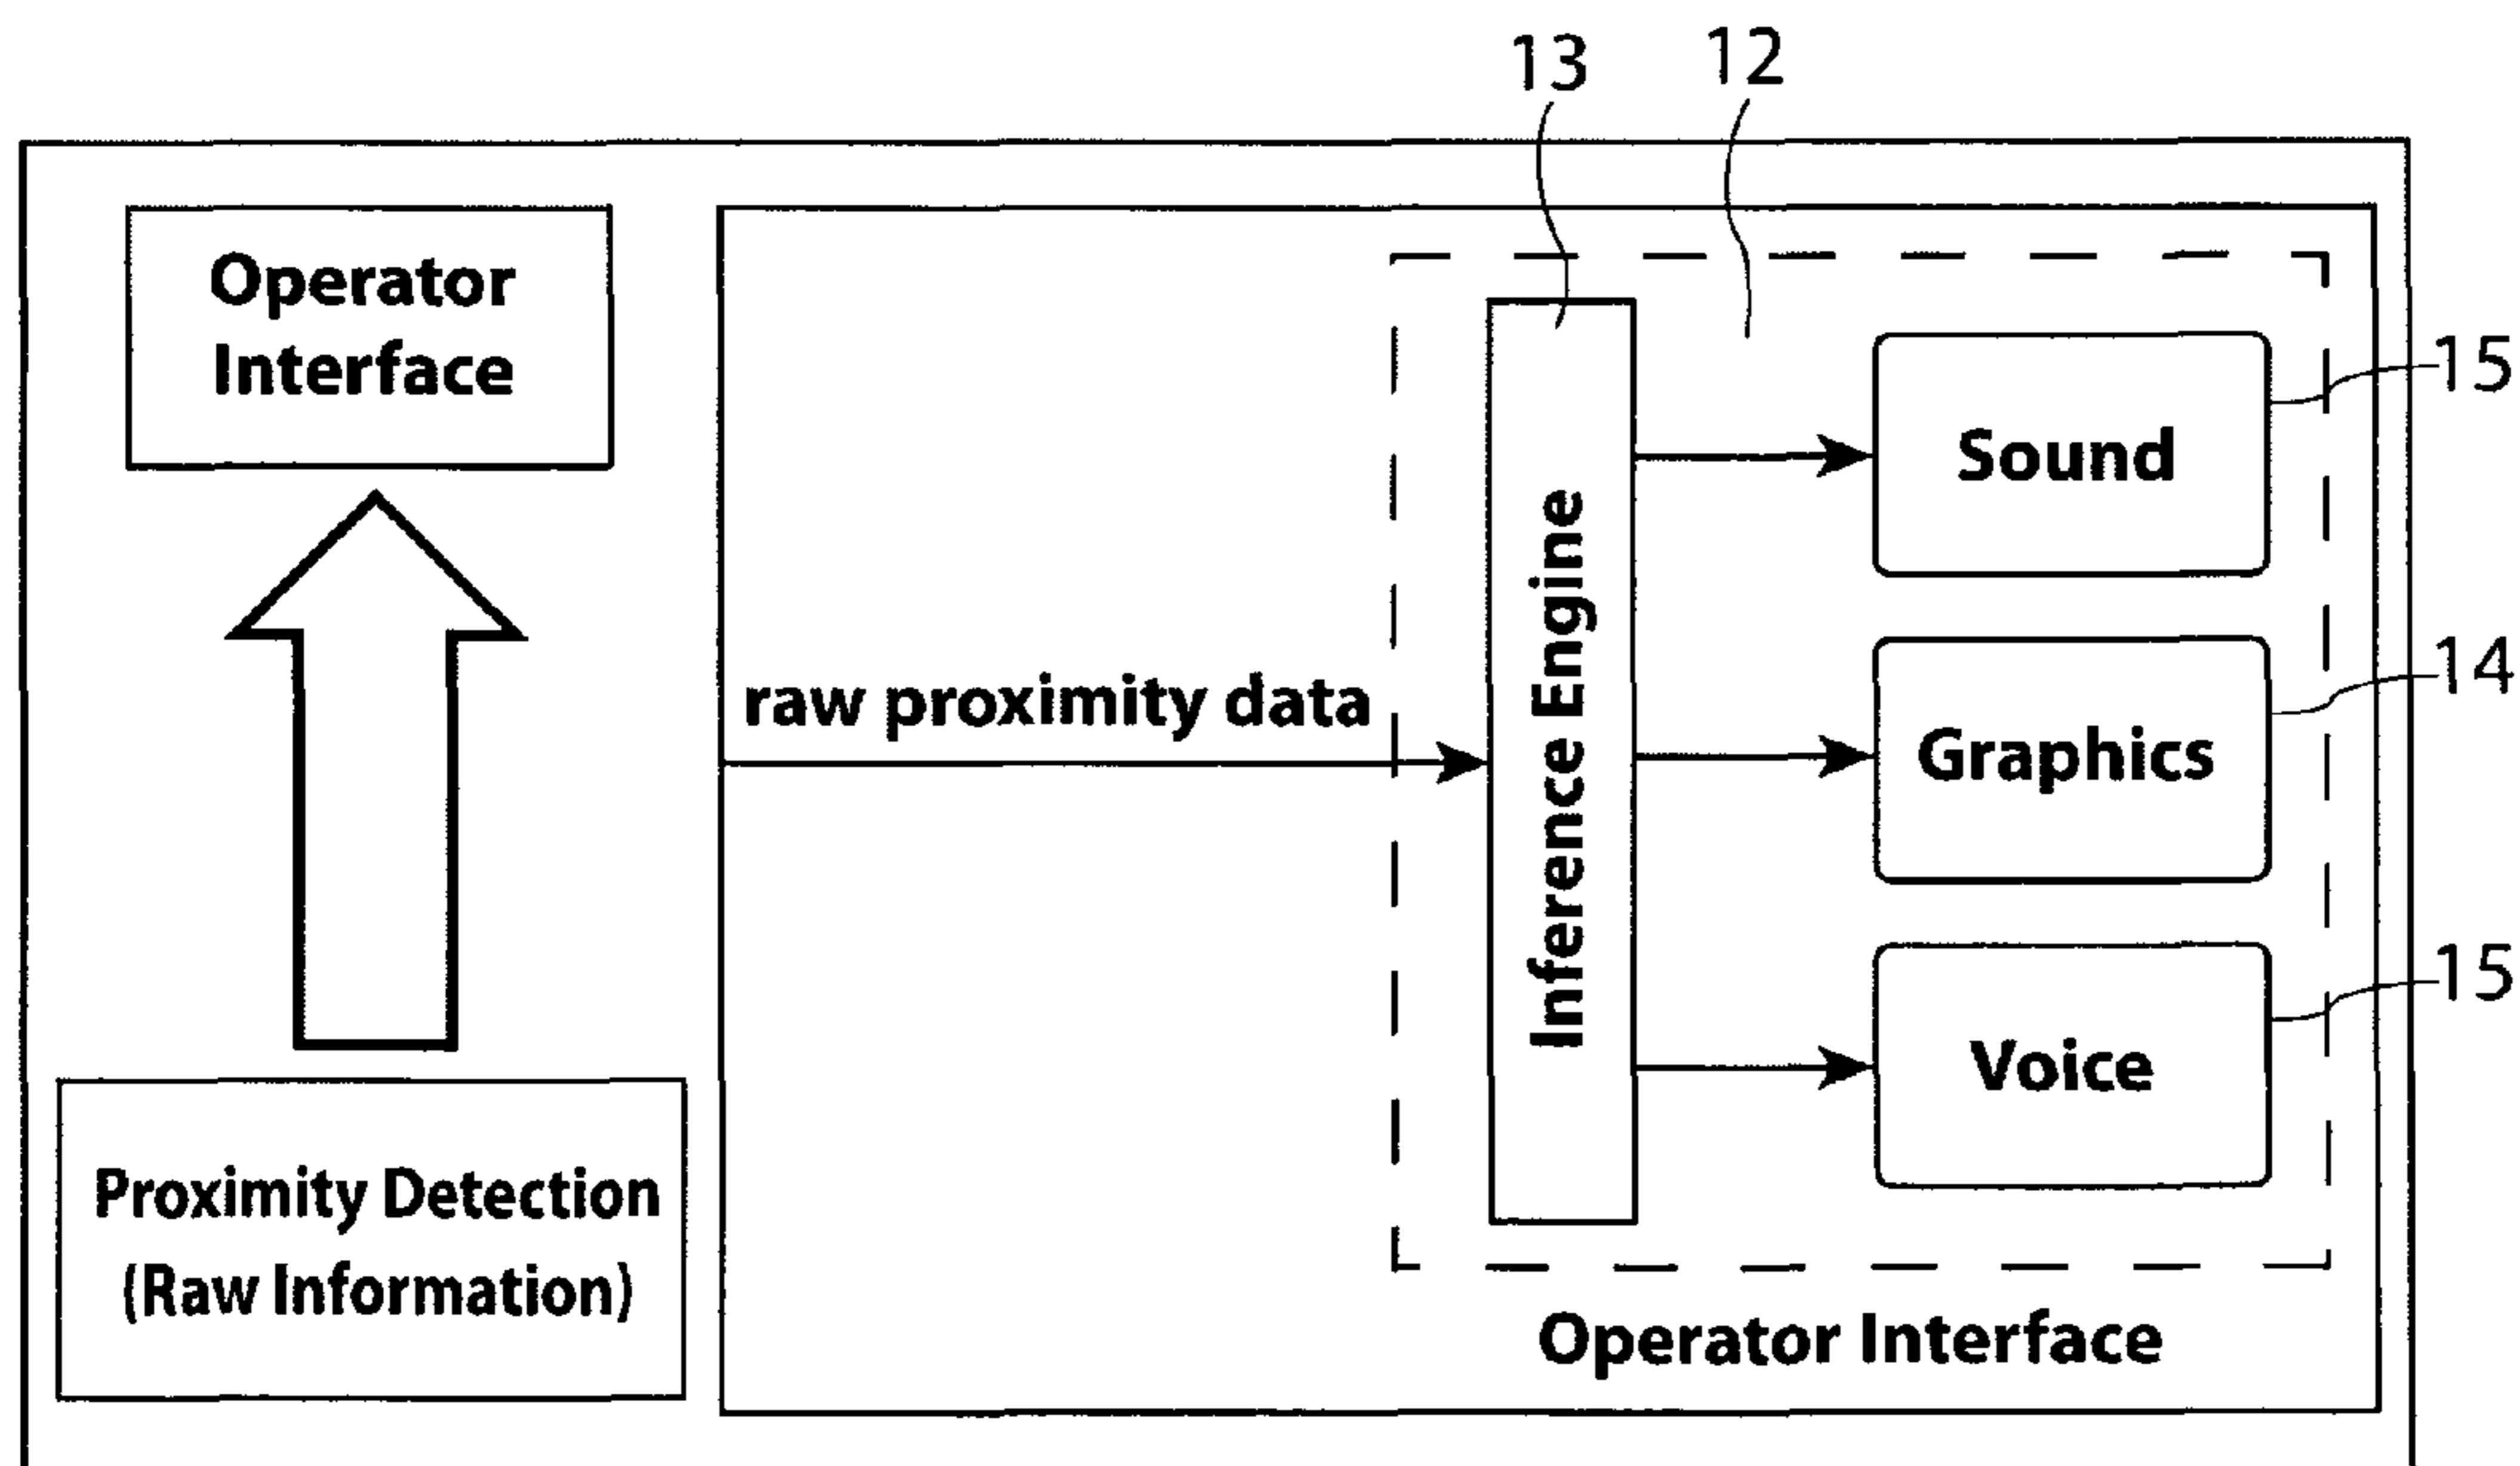 13
12
Operator
Interface
15
Sound
14
raw proximity data
Inference Engine
Graphics
15
Voice
Proximity Detection
(Raw Information)
Operator Interface